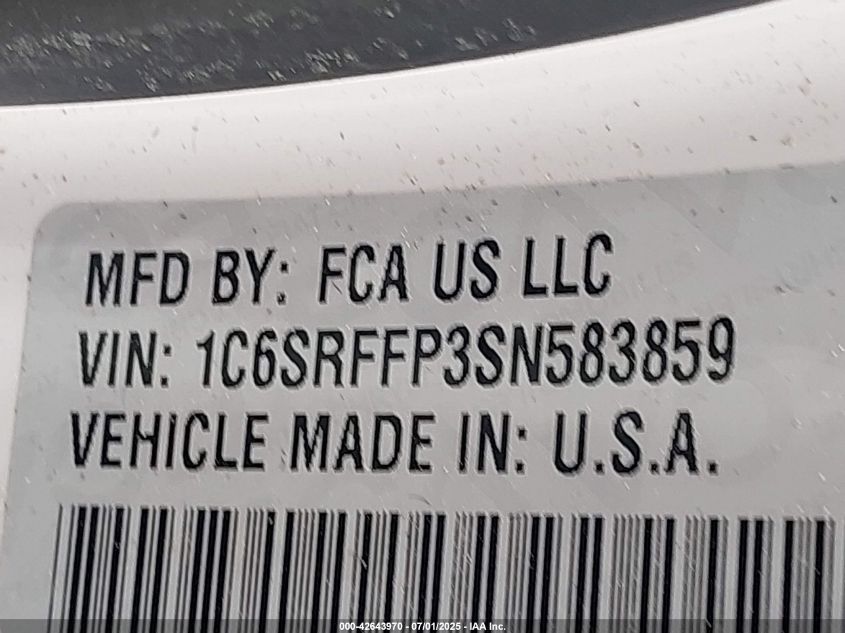 MFD BY: FCA US LLC
VIN: 1C6SRFFP3SN583859
VEHICLE MADE IN: U.S.A.
000-42643970 - 07/01/2025 - IAA Inc.